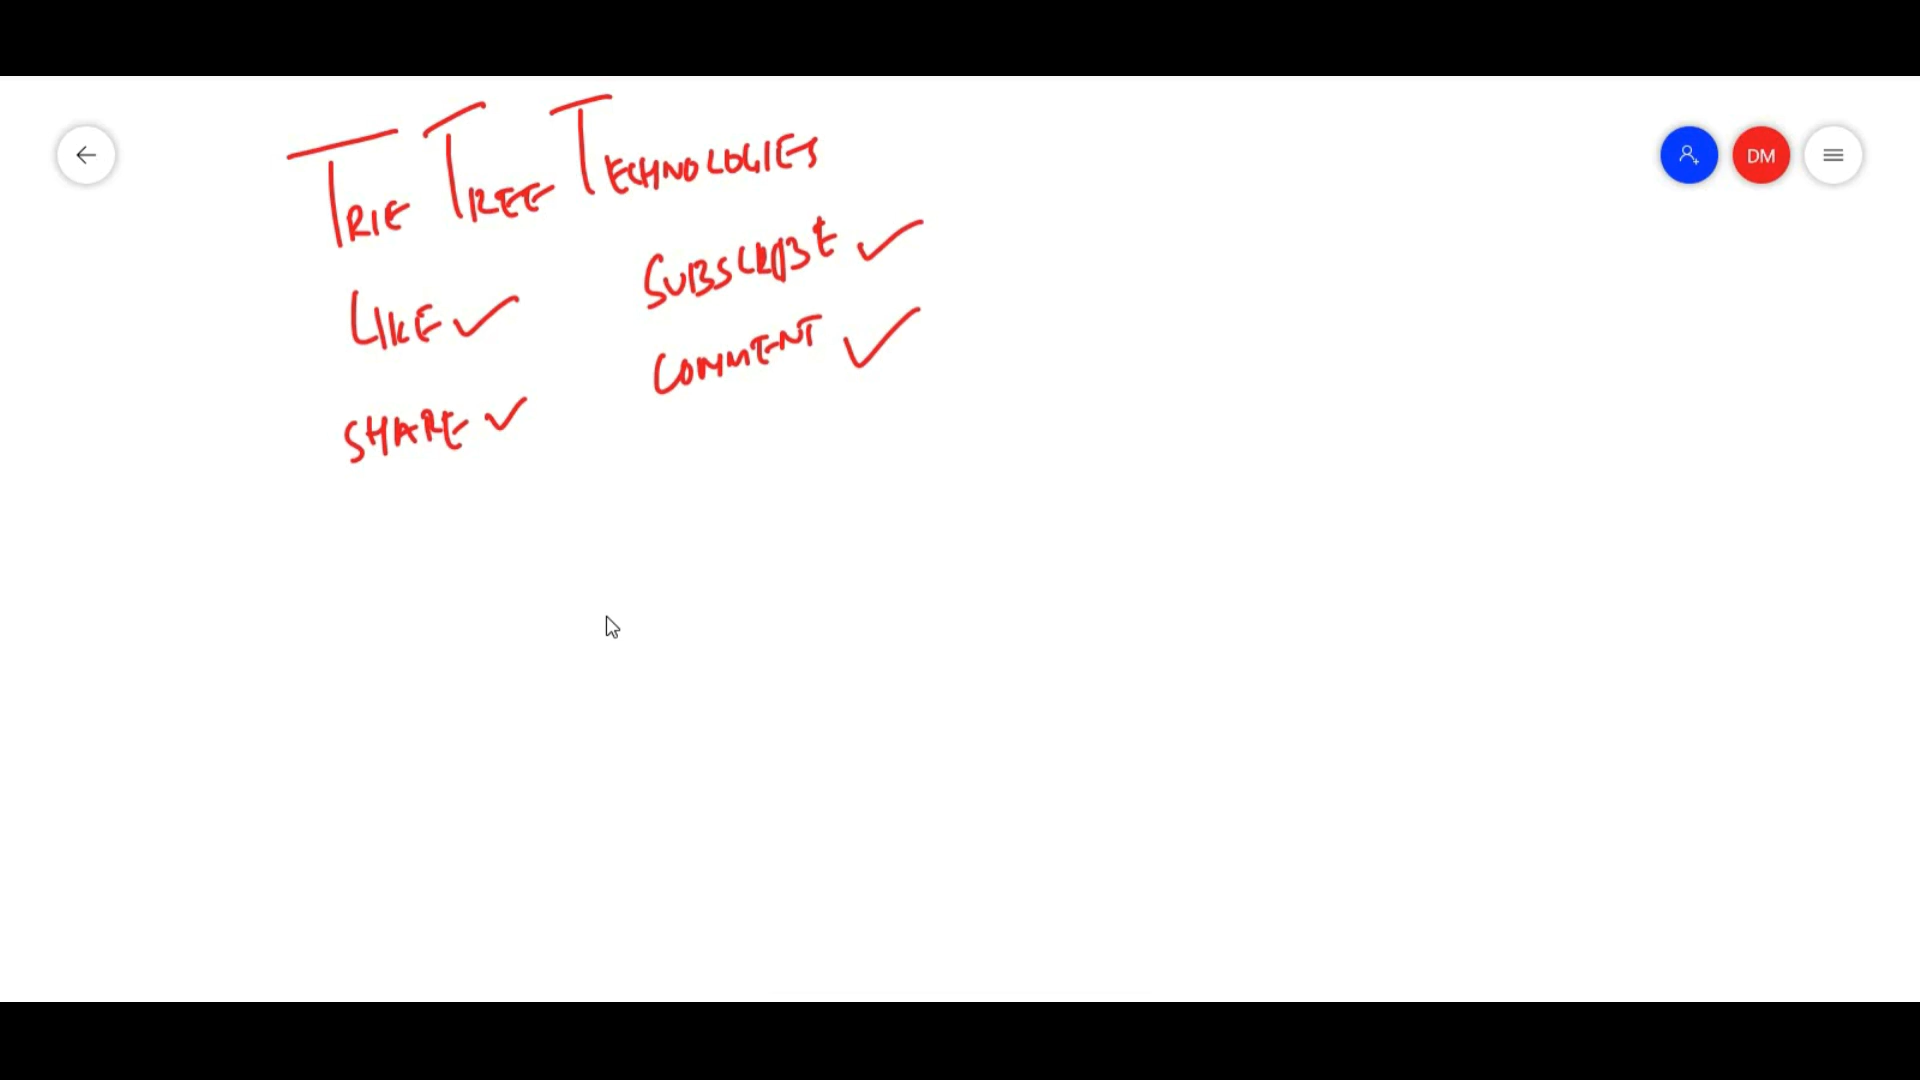 TRIE TREE TECHNOLOGIES
DM
SUBSCRIBE ✓
LIKE ✓
COMMENT ✓
SHARE ✓